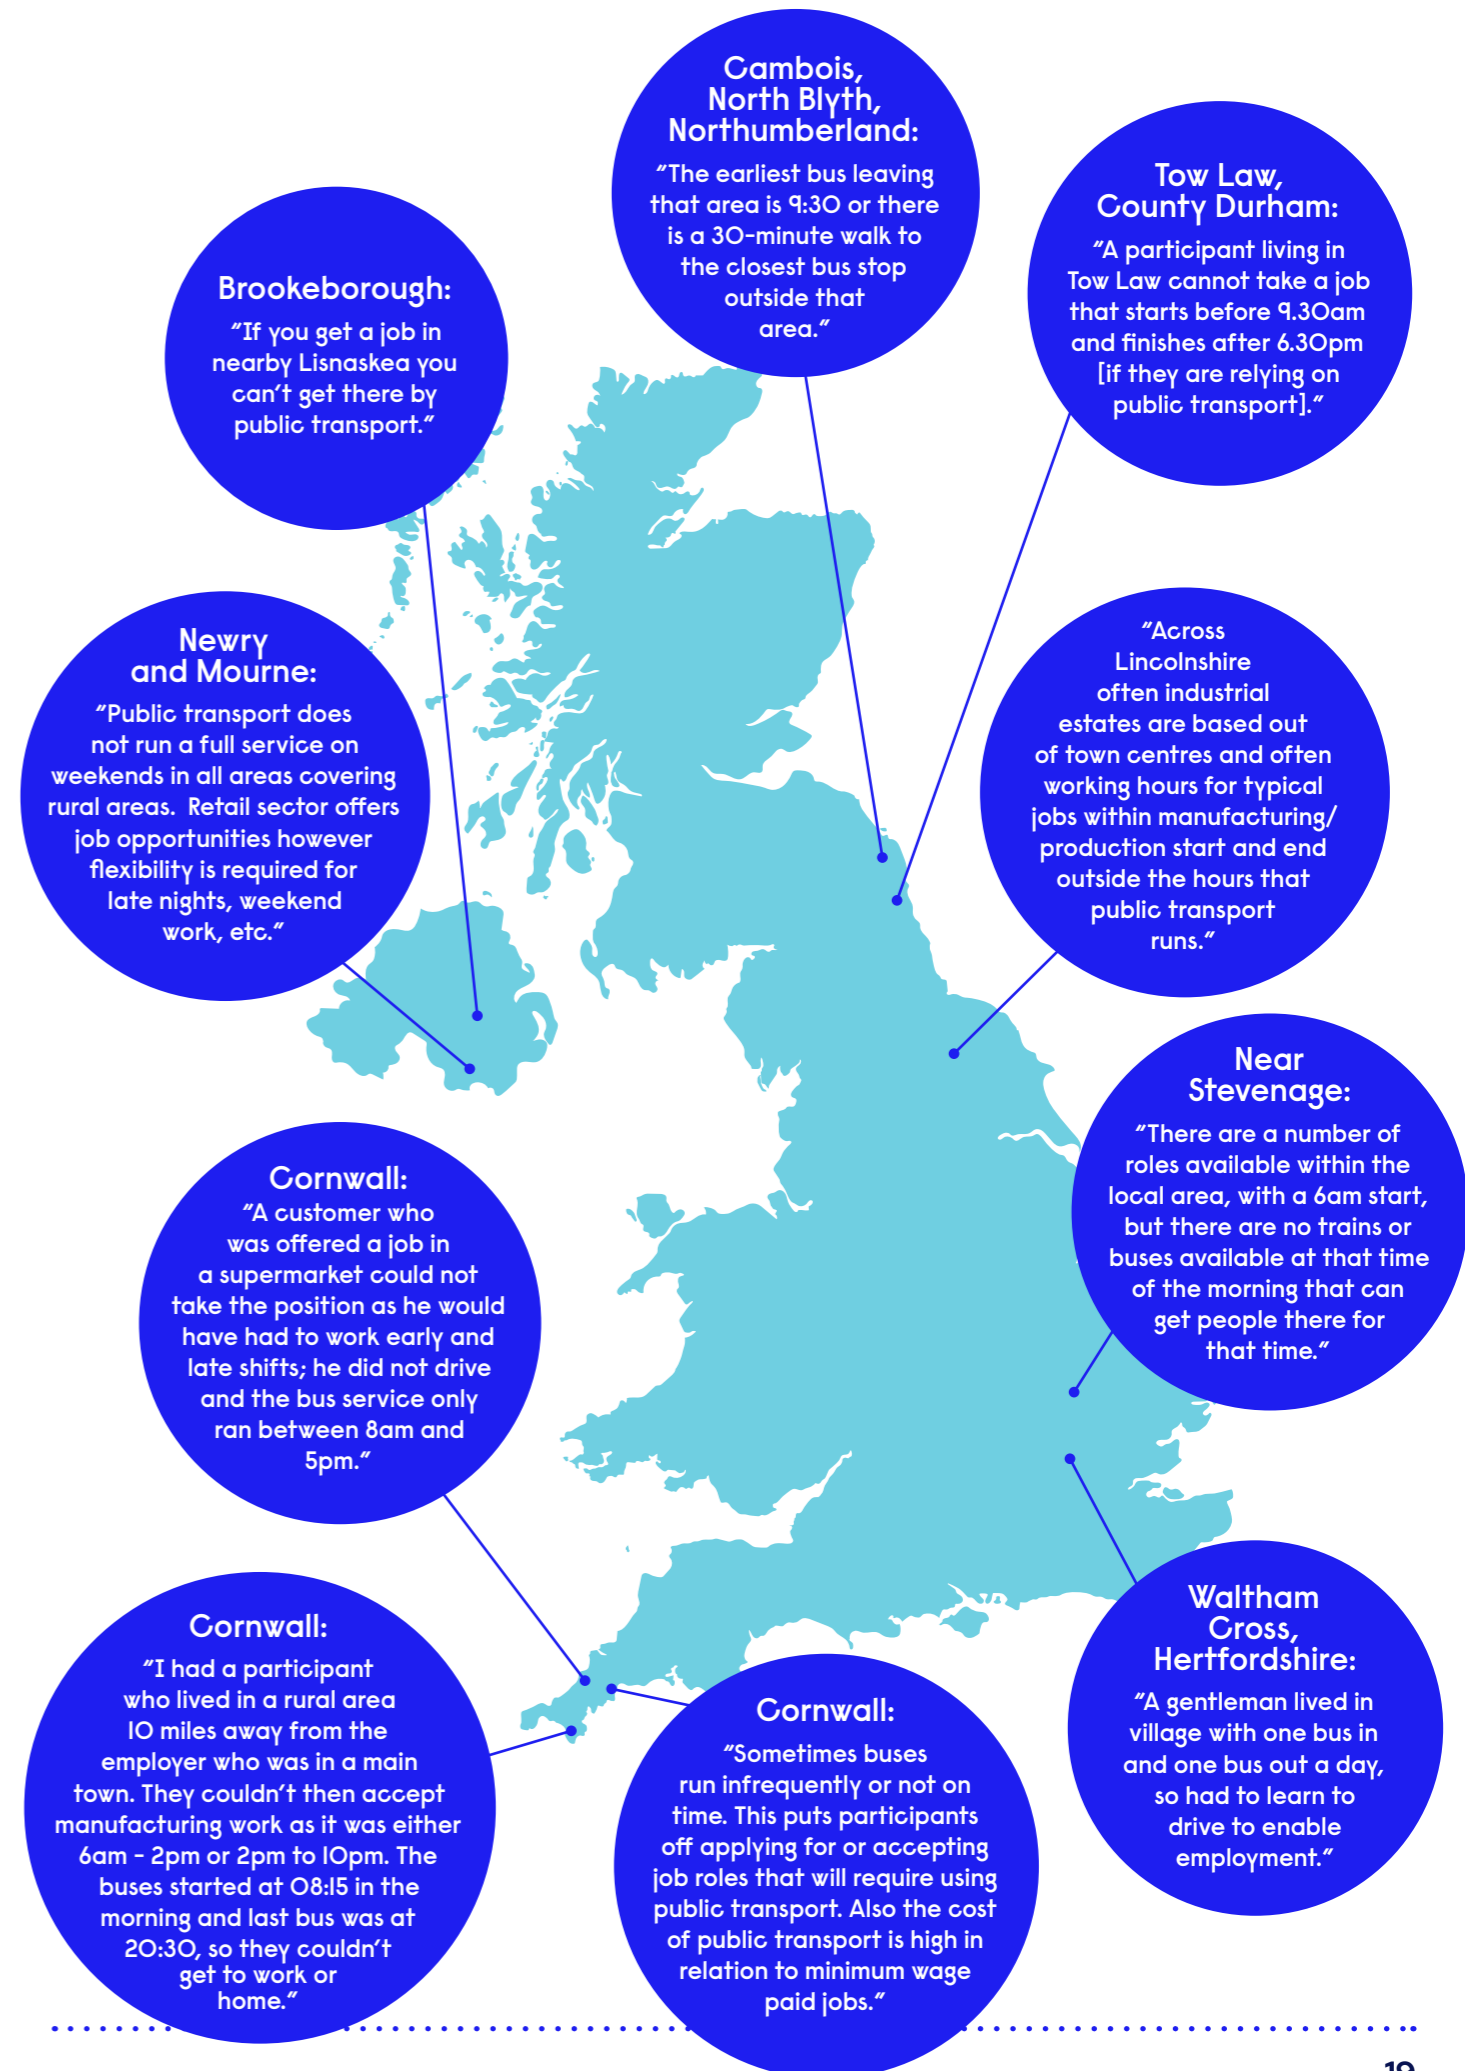 Cambois,
North Blyth,
Northumberland:
"The earliest bus leaving
that area is 9:30 or there
is a 30-minute walk to
the closest bus stop
outside that
area."
Tow Law,
County Durham:
"A participant living in
Tow Law cannot take a job
that starts before 9.30am
and finishes after 6.30pm
[if they are relying on
public transport]."
Brookeborough:
"If you get a job in
nearby Lisnaskea you
can't get there by
public transport."
Newry
and Mourne:
"Public transport does
not run a full service on
weekends in all areas covering
rural areas. Retail sector offers
job opportunities however
flexibility is required for
late nights, weekend
work, etc."
"Across
Lincolnshire
often industrial
estates are based out
of town centres and often
working hours for typical
jobs within manufacturing/
production start and end
outside the hours that
public transport
runs."
Near
Stevenage:
"There are a number of
roles available within the
local area, with a 6am start,
but there are no trains or
buses available at that time
of the morning that can
get people there for
that time."
Cornwall:
"A customer who
was offered a job in
a supermarket could not
take the position as he would
have had to work early and
late shifts; he did not drive
and the bus service only
ran between 8am and
5pm."
Cornwall:
"I had a participant
who lived in a rural area
10 miles away from the
employer who was in a main
town. They couldn't then accept
manufacturing work as it was either
6am - 2pm or 2pm to 10pm. The
buses started at 08:15 in the
morning and last bus was at
20:30, so they couldn't
get to work or
home."
Cornwall:
"Sometimes buses
run infrequently or not on
time. This puts participants
off applying for or accepting
job roles that will require using
public transport. Also the cost
of public transport is high in
relation to minimum wage
paid jobs."
Waltham
Cross,
Hertfordshire:
"A gentleman lived in
village with one bus in
and one bus out a day,
so had to learn to
drive to enable
employment."
19